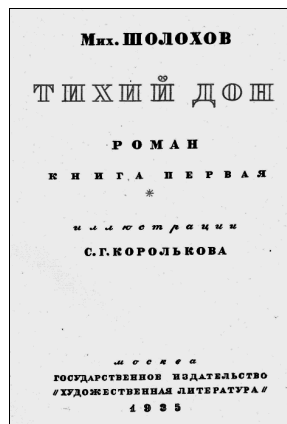 Мих. ШОЛОХОВ
ТИХИЙ ДОН
РОМАН
КНИГА ПЕРВАЯ
*
иллюстрации
С.Г. КОРОЛЬКОВА
москва
ГОСУДАРСТВЕННОЕ ИЗДАТЕЛЬСТВО
"ХУДОЖЕСТВЕННАЯ ЛИТЕРАТУРА"
1935